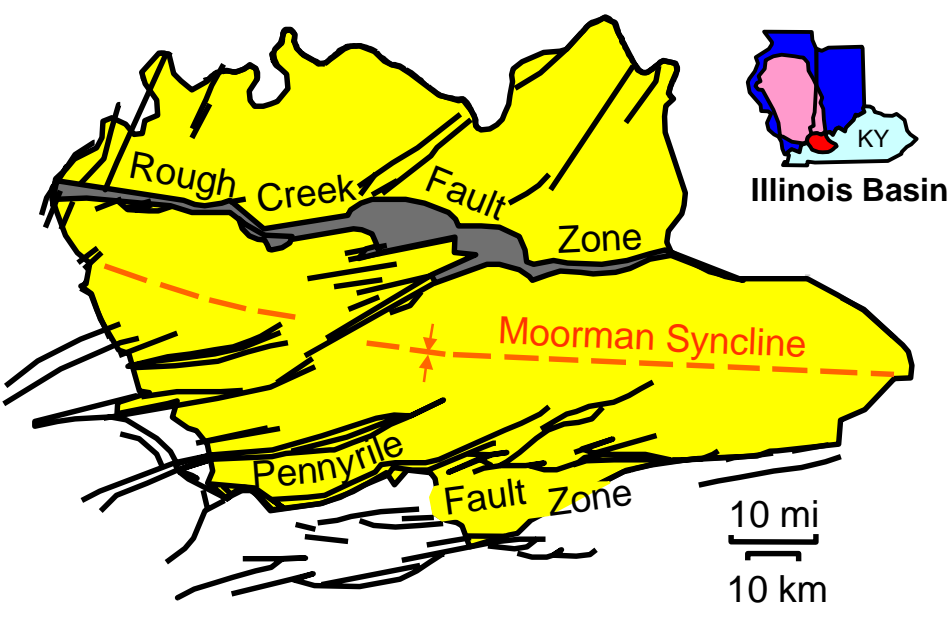 KY
Illinois Basin
Rough Creek Fault Zone
Moorman Syncline
Pennyrile Fault Zone
10 mi
10 km